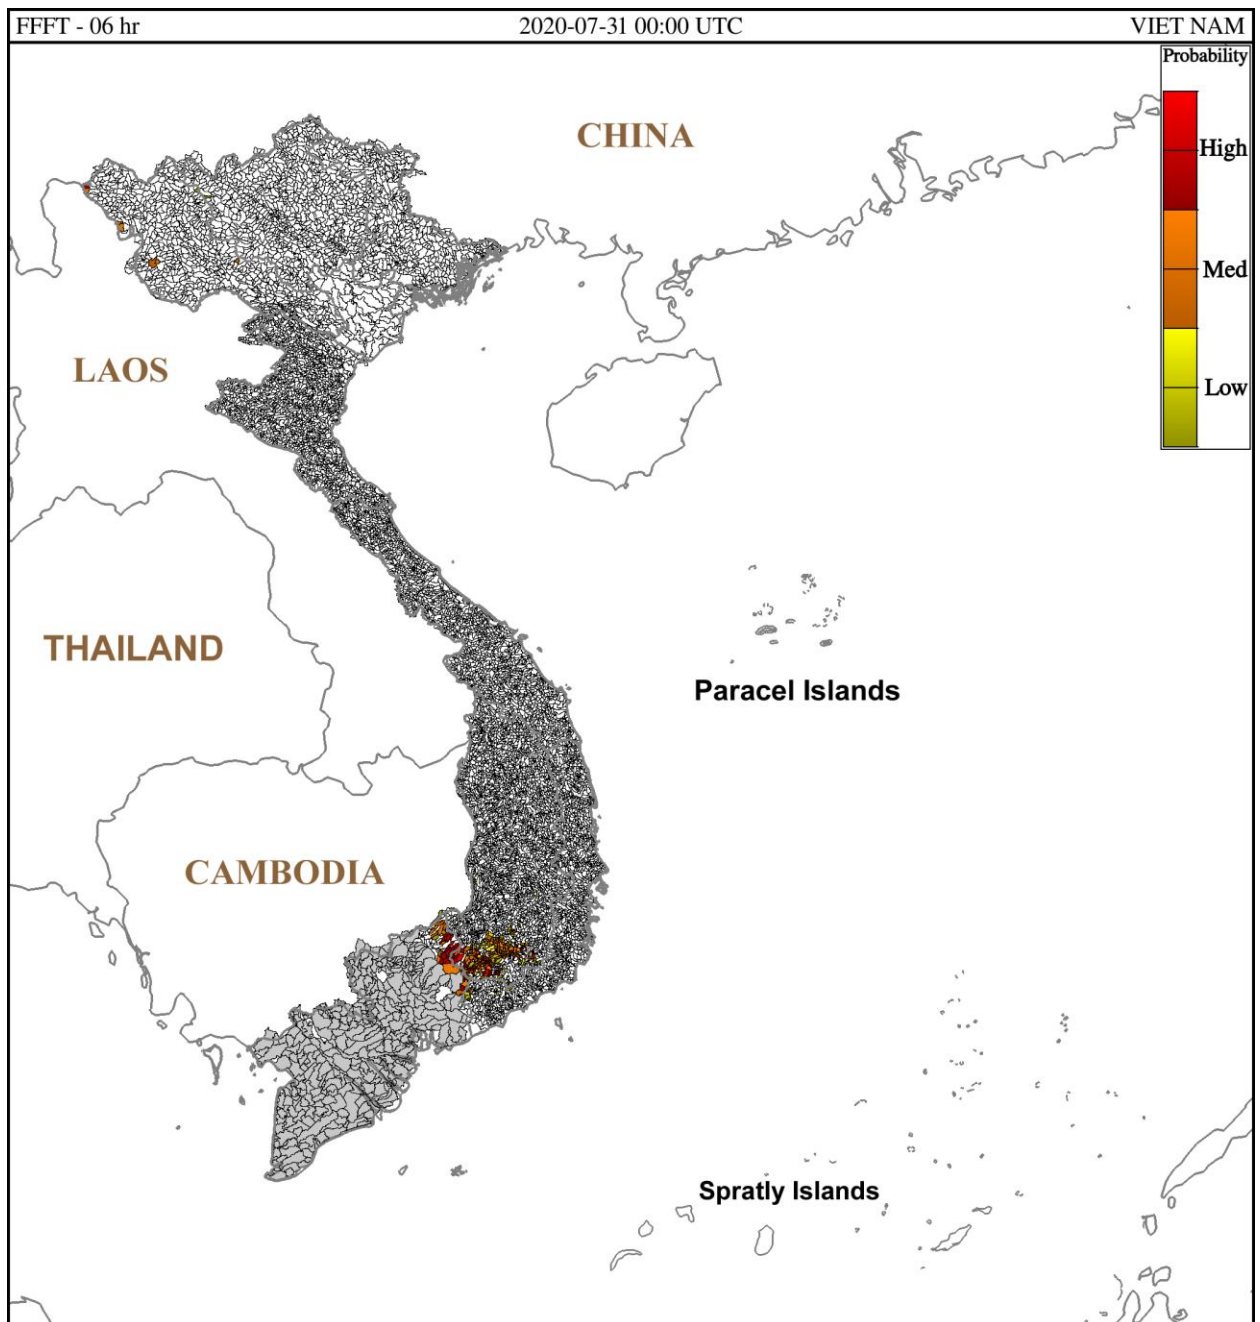 FFFT - 06 hr
2020-07-31 00:00 UTC
VIET NAM
Probability
High
Med
Low
CHINA
LAOS
THAILAND
Paracel Islands
CAMBODIA
Spratly Islands